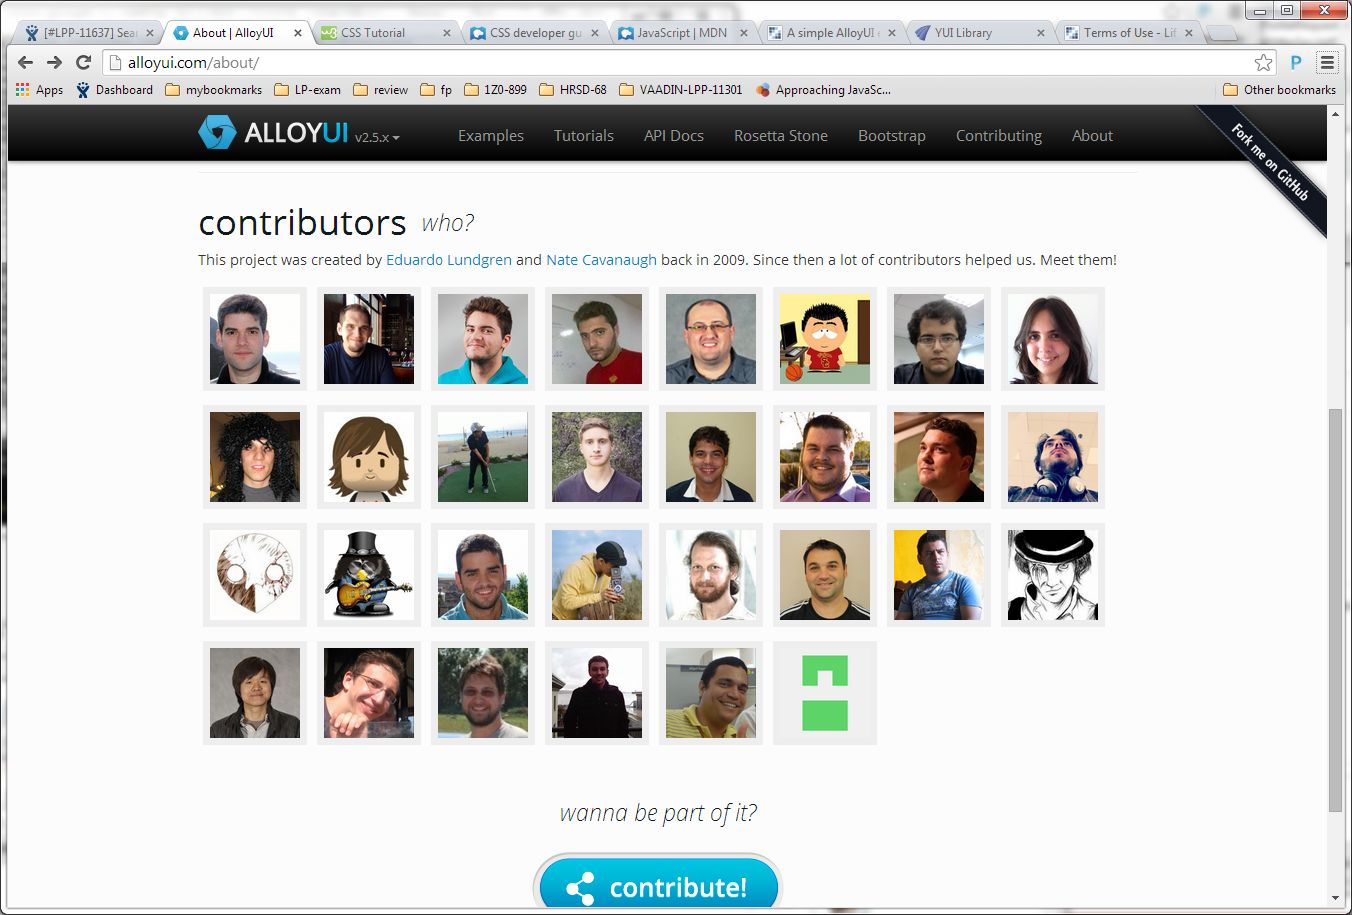 [#LPP-11637] Sear
About | AlloyUI
CSS Tutorial
CSS developer gu
JavaScript | MDN
A simple AlloyUI
YUI Library
Terms of Use - Lif
alloyui.com/about/
P
Apps
Dashboard
mybookmarks
LP-exam
review
fp
1Z0-899
HRSD-68
VAADIN-LPP-11301
Approaching JavaSc...
Other bookmarks
ALLOYUI v2.5.x
Examples
Tutorials
API Docs
Rosetta Stone
Bootstrap
Contributing
About
Fork me on GitHub
contributors who?
This project was created by Eduardo Lundgren and Nate Cavanaugh back in 2009. Since then a lot of contributors helped us. Meet them!
wanna be part of it?
contribute!